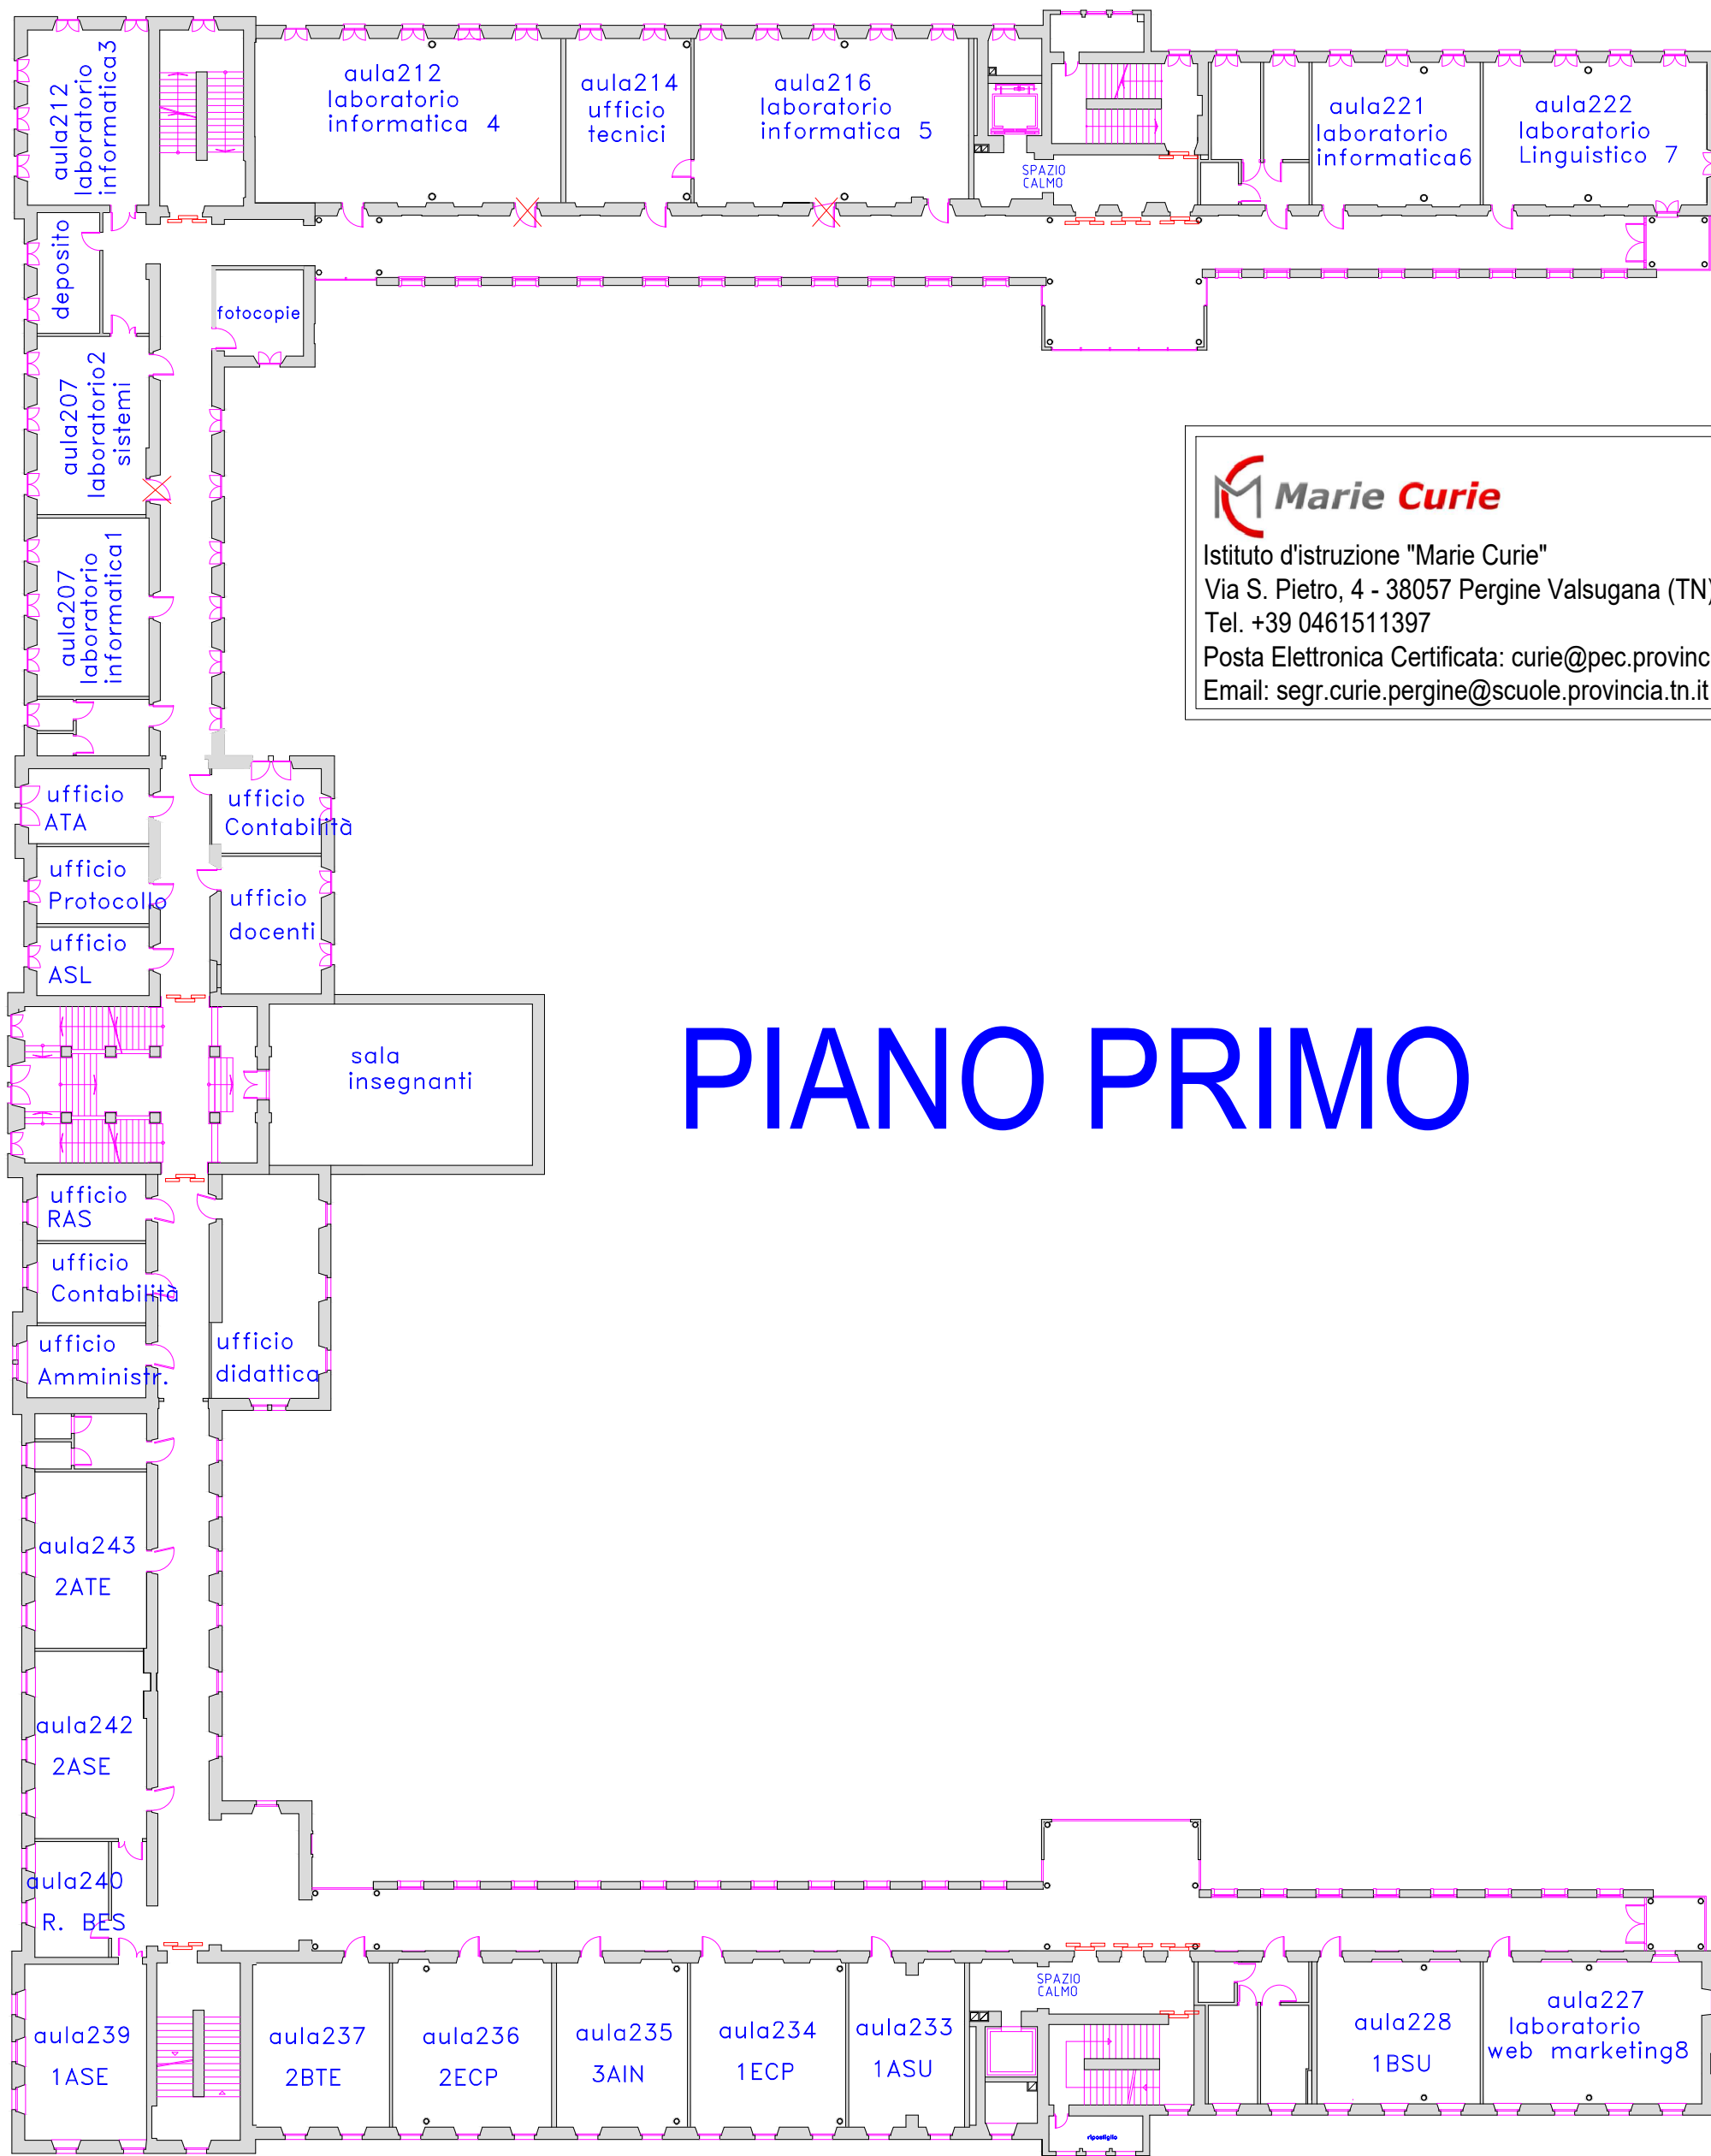 aula212
laboratorio
informatica3
aula212
laboratorio
informatica 4
aula214
ufficio
tecnici
aula216
laboratorio
informatica 5
SPAZIO
CALMO
aula221
laboratorio
informatica6
aula222
laboratorio
Linguistico 7
deposito
fotocopie
aula207
laboratorio2
sistemi
Marie Curie
Istituto d'istruzione "Marie Curie"
Via S. Pietro, 4 - 38057 Pergine Valsugana (TN)
Tel. +39 0461511397
Posta Elettronica Certificata: curie@pec.provinc
Email: segr.curie.pergine@scuole.provincia.tn.it
aula207
laboratorio
informatica1
ufficio
ATA
ufficio
Contabilità
ufficio
Protocollo
ufficio
docenti
ufficio
ASL
sala
insegnanti
PIANO PRIMO
ufficio
RAS
ufficio
Contabilità
ufficio
Amministr.
ufficio
didattica
aula243
2ATE
aula242
2ASE
aula240
R. BES
aula239
1ASE
aula237
2BTE
aula236
2ECP
aula235
3AIN
aula234
1ECP
aula233
1ASU
SPAZIO
CALMO
ripostiglio
aula228
1BSU
aula227
laboratorio
web marketing8